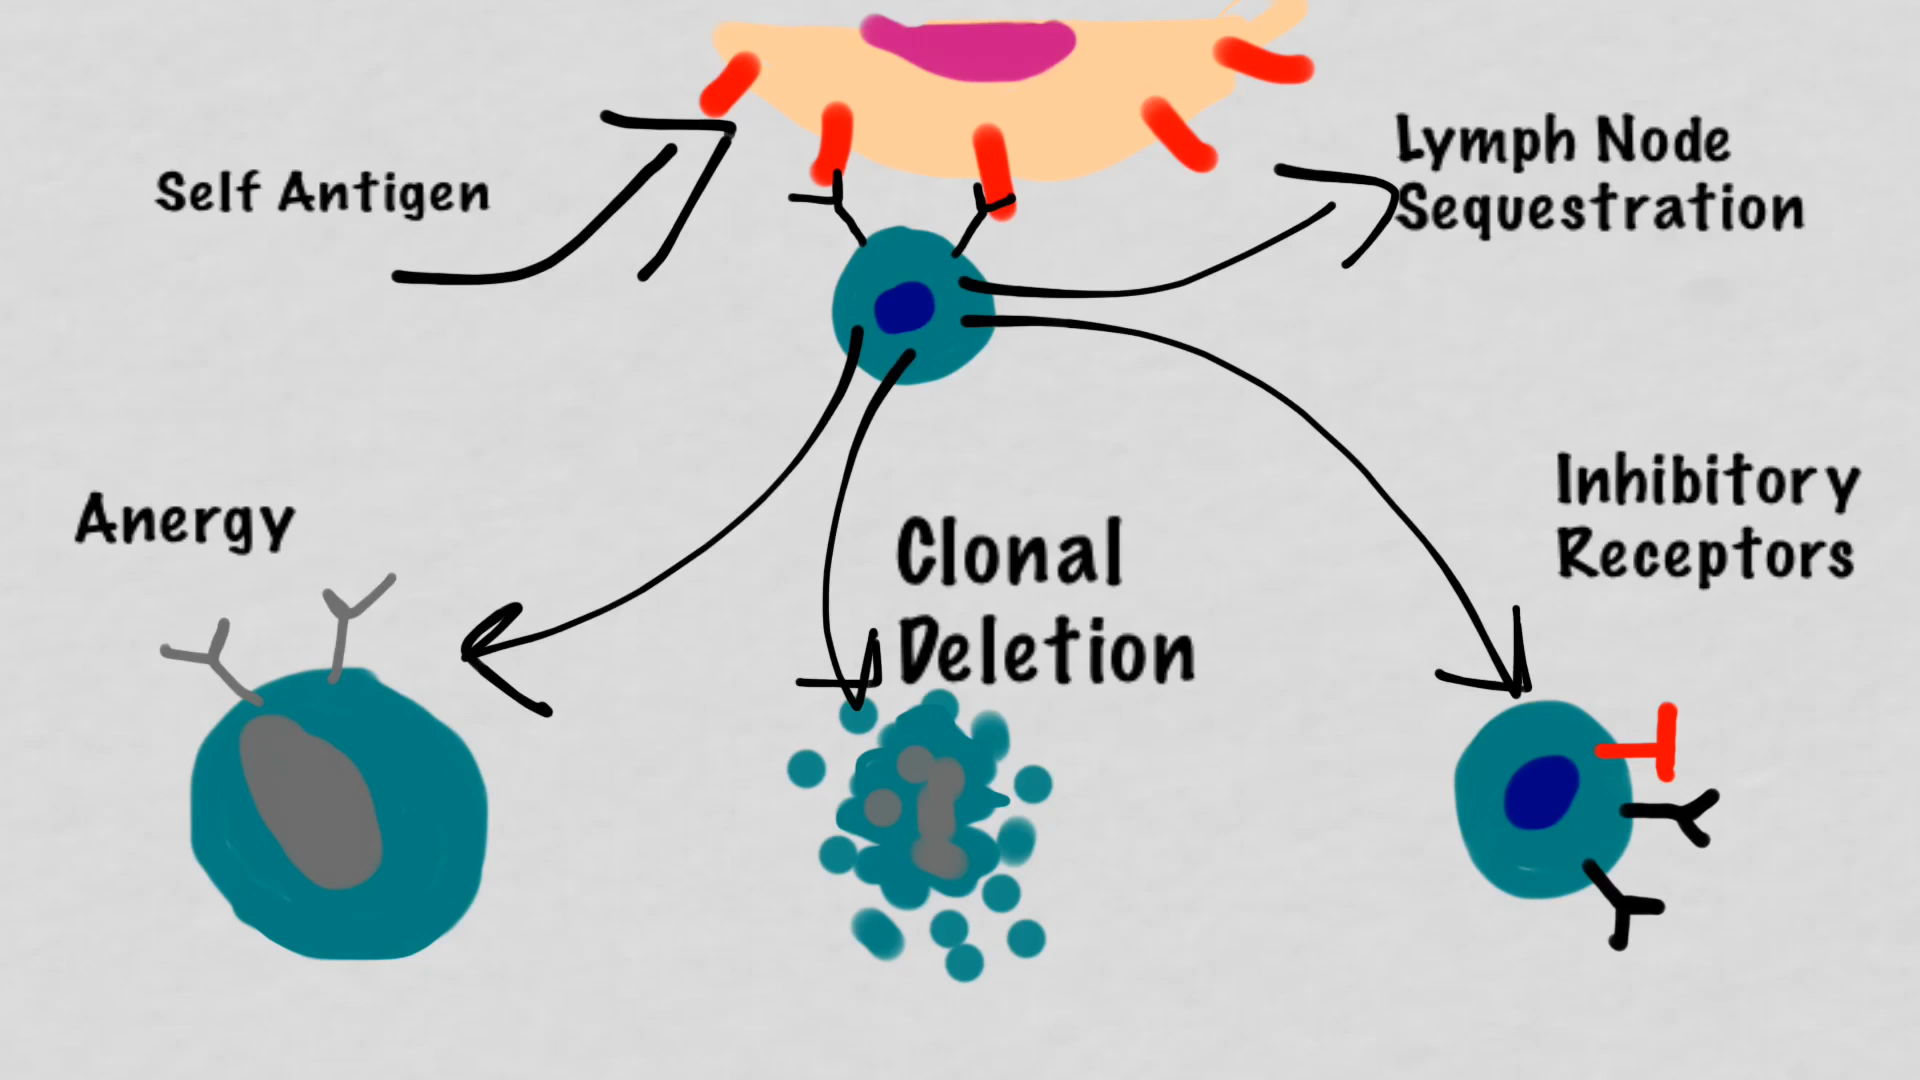 Lymph Node
Self Antigen
Sequestration
Inhibitory
Anergy
Clonal
Receptors
Deletion